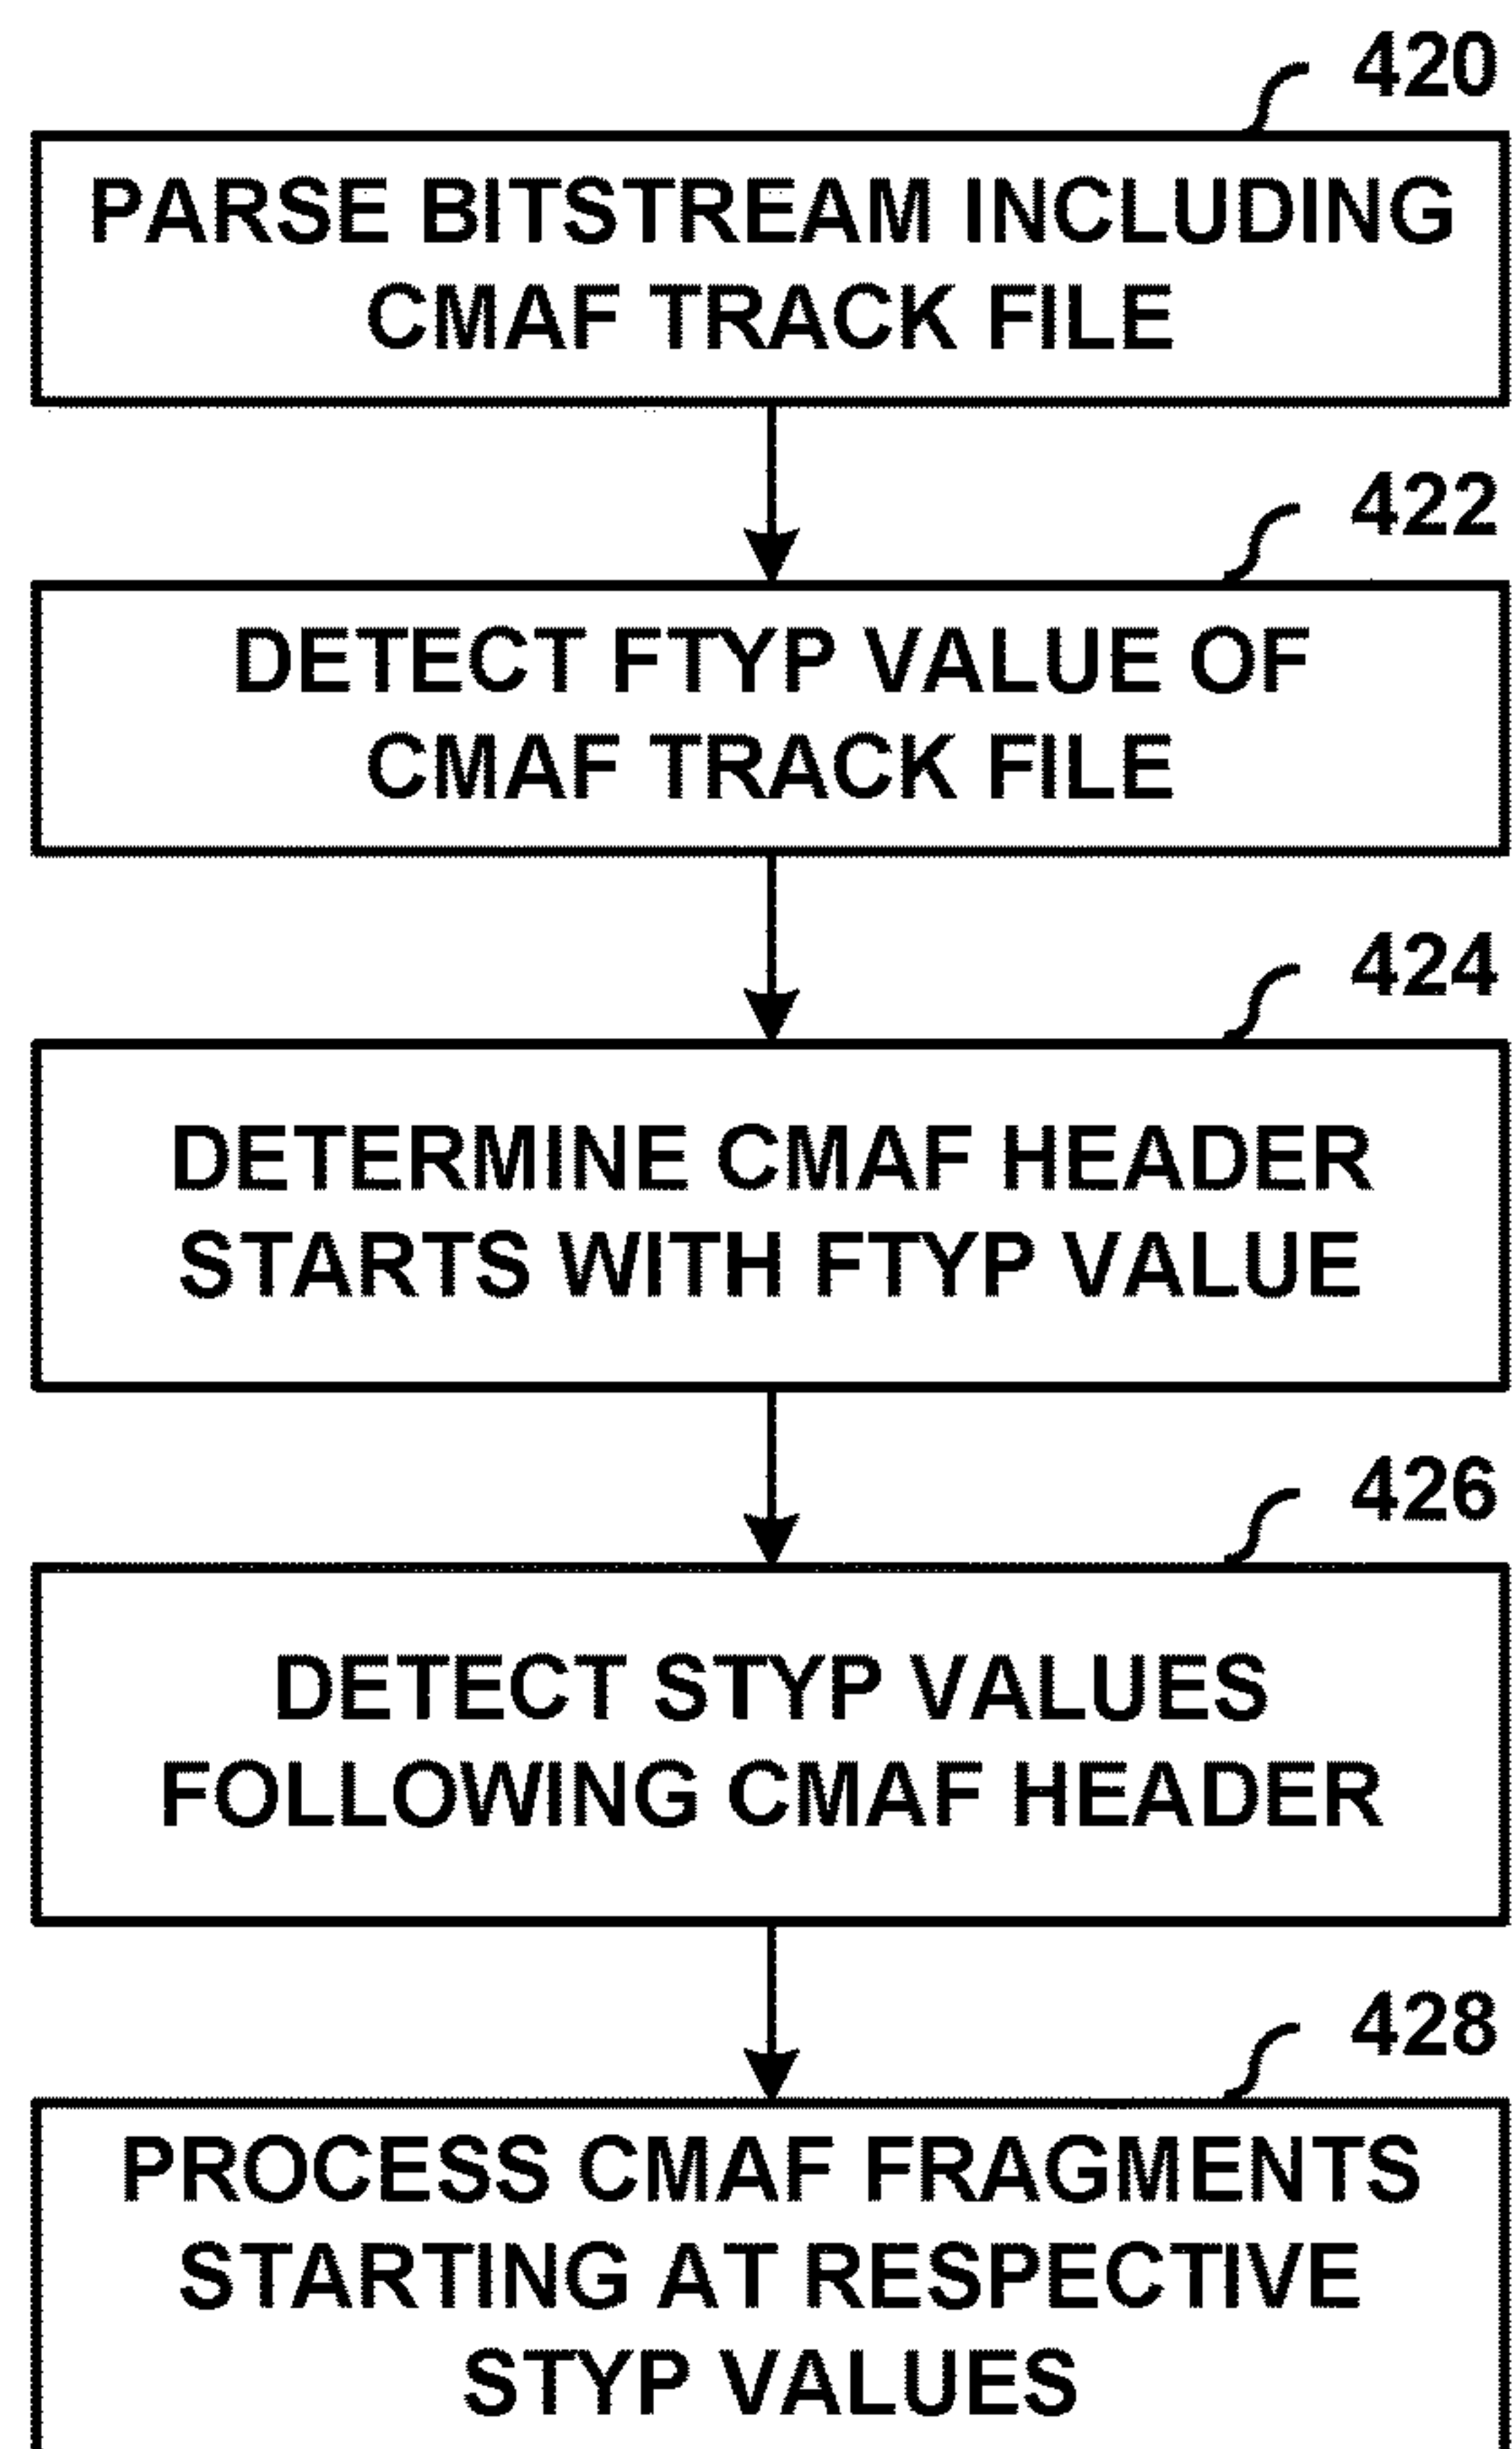 420
PARSE BITSTREAM INCLUDING
CMAF TRACK FILE
422
DETECT FTYP VALUE OF
CMAF TRACK FILE
424
DETERMINE CMAF HEADER
STARTS WITH FTYP VALUE
426
DETECT STYP VALUES
FOLLOWING CMAF HEADER
428
PROCESS CMAF FRAGMENTS
STARTING AT RESPECTIVE
STYP VALUES